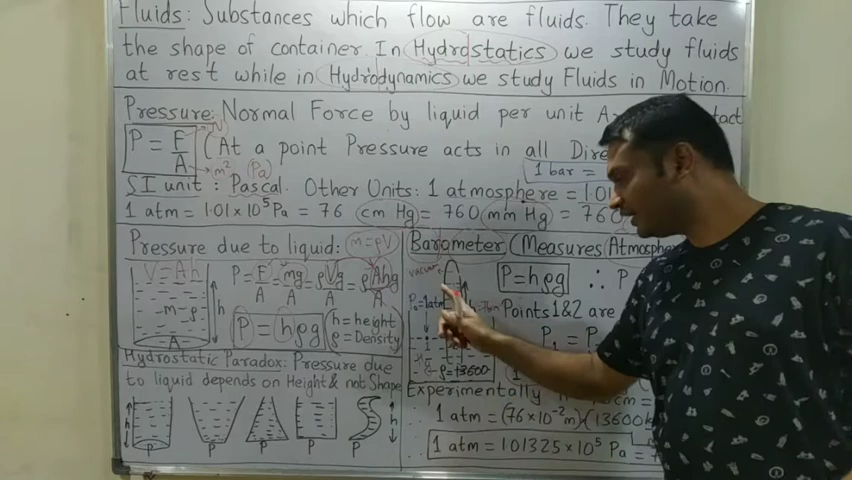 Fluids: Substances which flow are fluids. They take
the shape of container. In Hydrostatics we study fluids
at rest while in Hydrodynamics we study Fluids in Motion.
Pressure: Normal Force by liquid per unit A tact
P = F/A (At a point Pressure acts in all Dire
N
m² (Pa)
1 bar =
SI unit : Pascal. Other Units: 1 atmosphere = 1.01
1 atm = 1.01 x 10⁵ Pa = 76 cm Hg = 760 mm Hg = 760
Pressure due to liquid: m=ρV
V = Ah
P = F/A = mg/A = ρVg/A = ρAhg/A
-m-ρ
h
A
P = hρg (h = height
ρ = Density)
Hydrostatic Paradox: Pressure due
to liquid depends on Height & not Shape
h h
P P P P P
Barometer (Measures Atmospher
vacuum
P = hρg ∴ P
P₀=1atm
Points 1&2 are
P₁ = P
ρ=13600
Experimentally
1 atm = (76×10⁻²m)(13600
∴ 1 atm = 101325×10⁵ Pa =